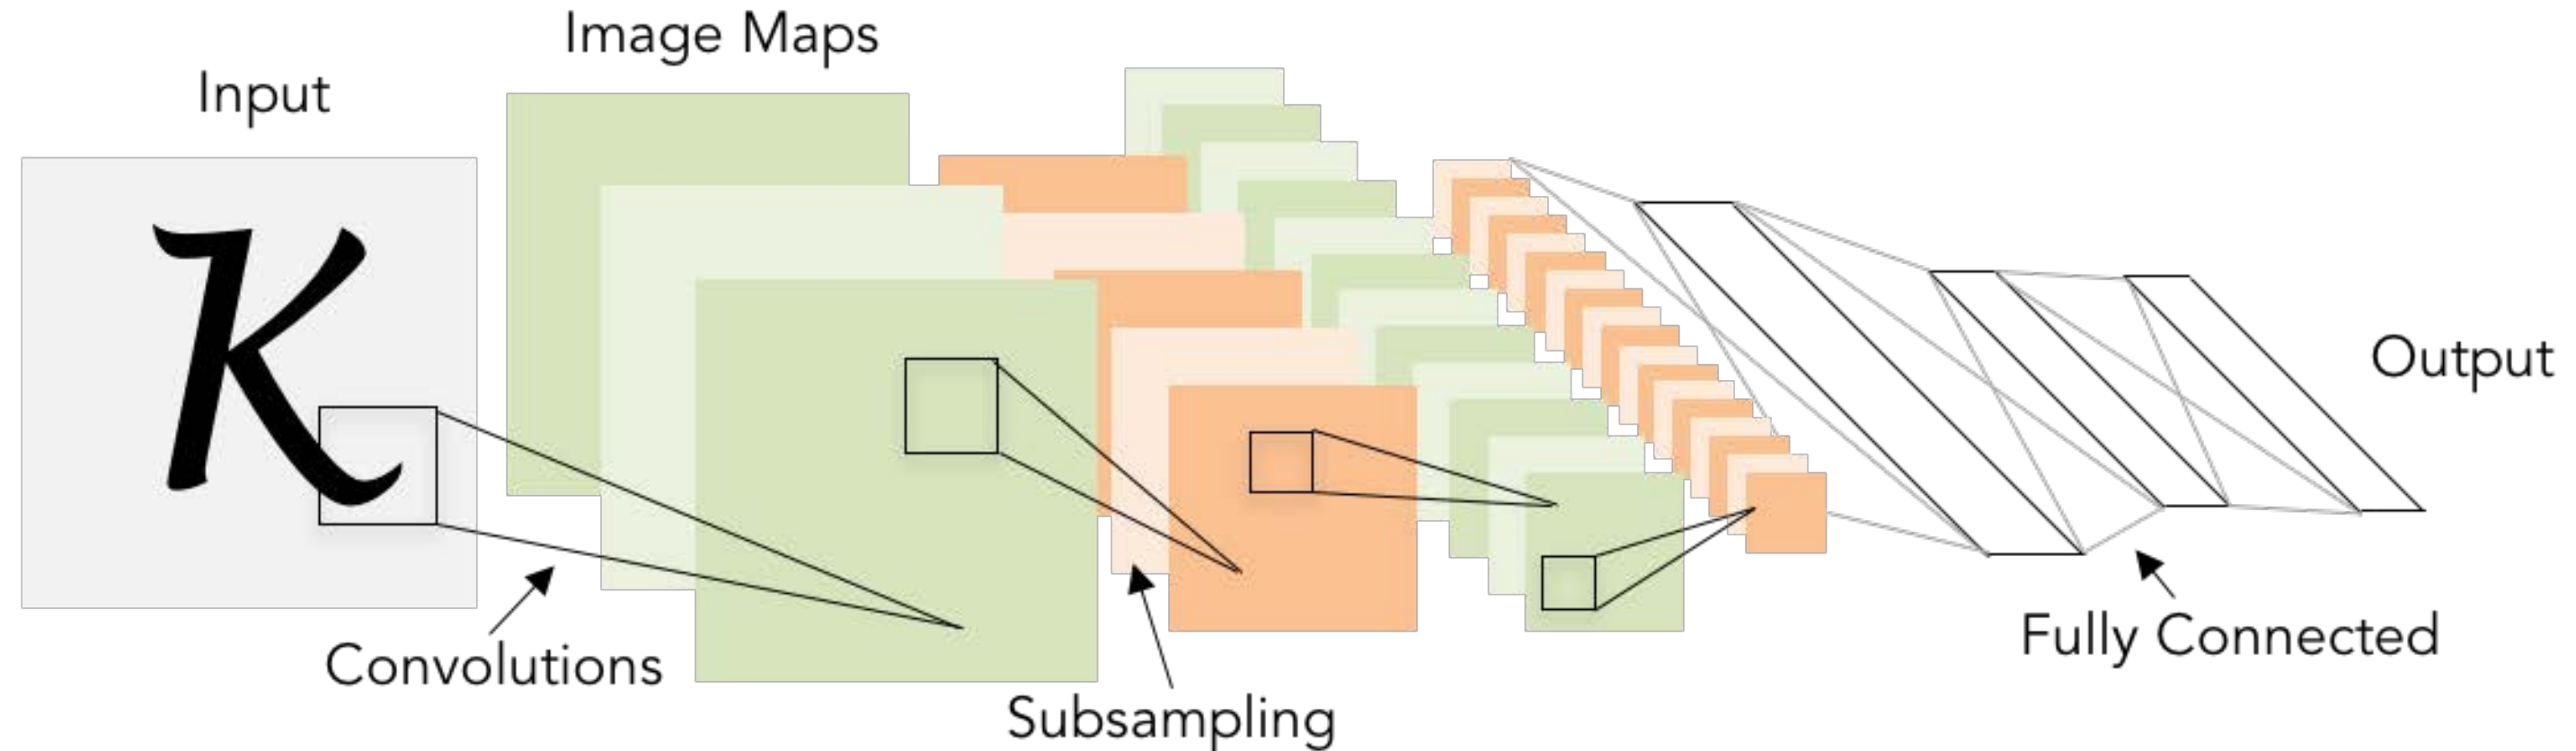 Input
Image Maps
K
Convolutions
Subsampling
Fully Connected
Output